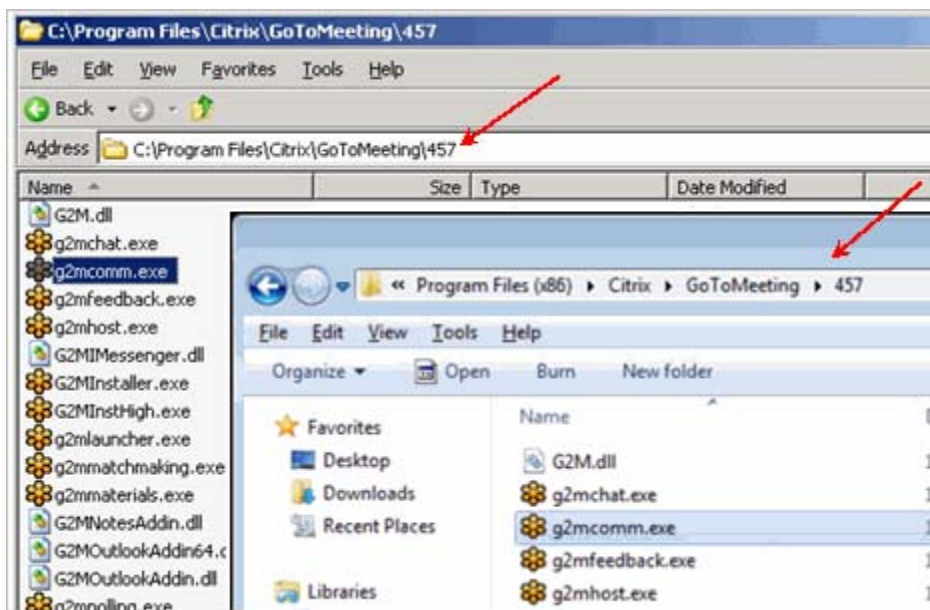 C:\Program Files\Citrix\GoToMeeting\457
File Edit View Favorites Tools Help
Back
Address C:\Program Files\Citrix\GoToMeeting\457
Name Size Type Date Modified
G2M.dll
g2mchat.exe
g2mcomm.exe
g2mfeedback.exe
g2mhost.exe
G2MIMessenger.dll
G2MInstaller.exe
G2MInstHigh.exe
g2mlauncher.exe
g2mmatchmaking.exe
g2mmaterials.exe
G2MNotesAddin.dll
G2MOutlookAddin64.
G2MOutlookAddin.dll
g2mpolling.exe
« Program Files (x86) Citrix GoToMeeting 457
File Edit View Tools Help
Organize Open Burn New folder
Favorites
Desktop
Downloads
Recent Places
Libraries
Name
G2M.dll
g2mchat.exe
g2mcomm.exe
g2mfeedback.exe
g2mhost.exe